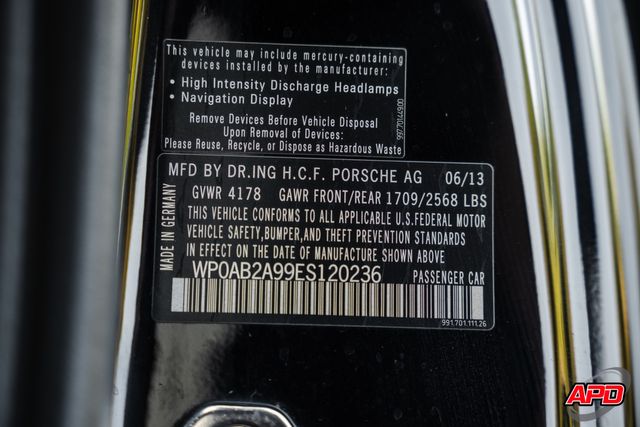 This vehicle may include mercury-containing
devices installed by the manufacturer:
• High Intensity Discharge Headlamps
• Navigation Display
Remove Devices Before Vehicle Disposal
Upon Removal of Devices:
Please Reuse, Recycle, or Dispose as Hazardous Waste
997.701.449.00
MFD BY DR.ING H.C.F. PORSCHE AG 06/13
GVWR 4178 GAWR FRONT/REAR 1709/2568 LBS
THIS VEHICLE CONFORMS TO ALL APPLICABLE U.S.FEDERAL MOTOR
VEHICLE SAFETY,BUMPER,AND THEFT PREVENTION STANDARDS
IN EFFECT ON THE DATE OF MANUFACTURE SHOWN ABOVE
WP0AB2A99ES120236 PASSENGER CAR
MADE IN GERMANY
991.701.111.26
APD